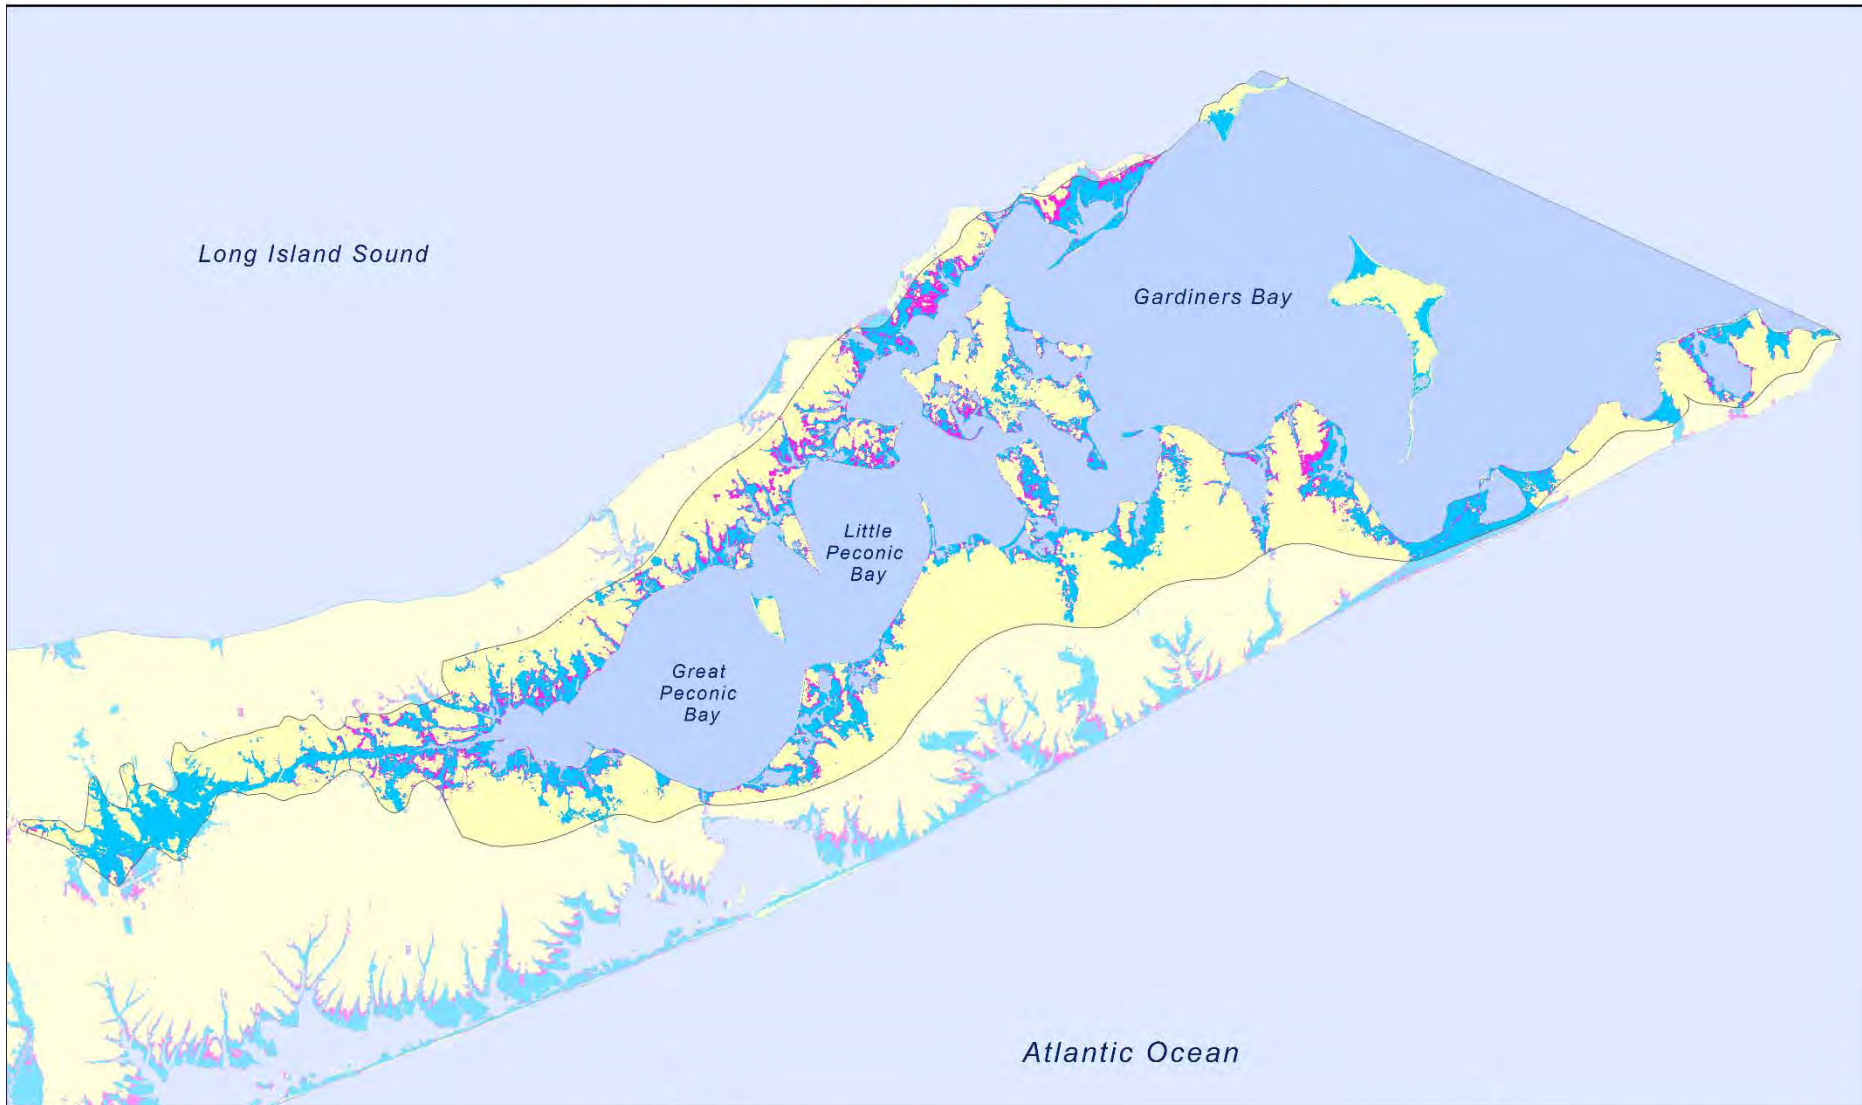 Long Island Sound
Gardiners Bay
Little
Peconic
Bay
Great
Peconic
Bay
Atlantic Ocean